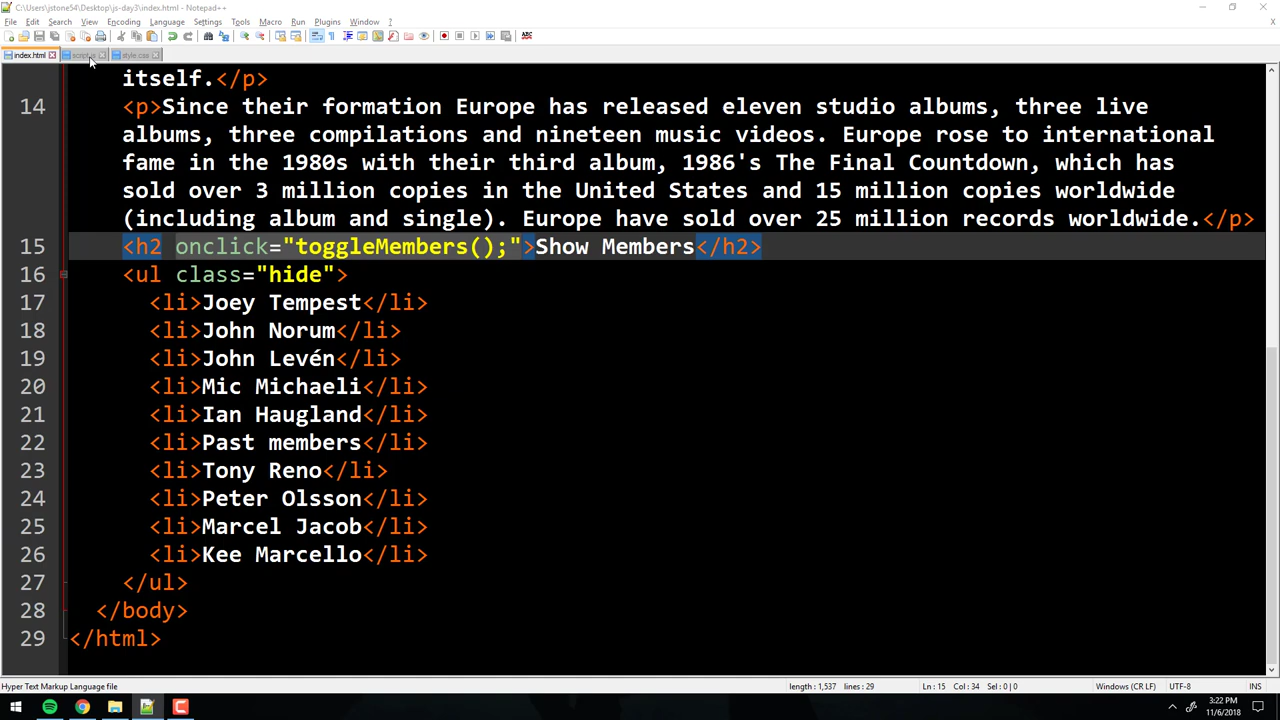 C:\Users\jstone54\Desktop\js-day3\index.html - Notepad++
File Edit Search View Encoding Language Settings Tools Macro Run Plugins Window ?
index.html script.js style.css
itself.</p>
14 <p>Since their formation Europe has released eleven studio albums, three live
albums, three compilations and nineteen music videos. Europe rose to international
fame in the 1980s with their third album, 1986's The Final Countdown, which has
sold over 3 million copies in the United States and 15 million copies worldwide
(including album and single). Europe have sold over 25 million records worldwide.</p>
15 <h2 onclick="toggleMembers();">Show Members</h2>
16 <ul class="hide">
17 <li>Joey Tempest</li>
18 <li>John Norum</li>
19 <li>John Levén</li>
20 <li>Mic Michaeli</li>
21 <li>Ian Haugland</li>
22 <li>Past members</li>
23 <li>Tony Reno</li>
24 <li>Peter Olsson</li>
25 <li>Marcel Jacob</li>
26 <li>Kee Marcello</li>
27 </ul>
28 </body>
29 </html>
Hyper Text Markup Language file length : 1,537 lines : 29 Ln : 15 Col : 34 Sel : 0 | 0 Windows (CR LF) UTF-8 INS
3:22 PM
11/6/2018